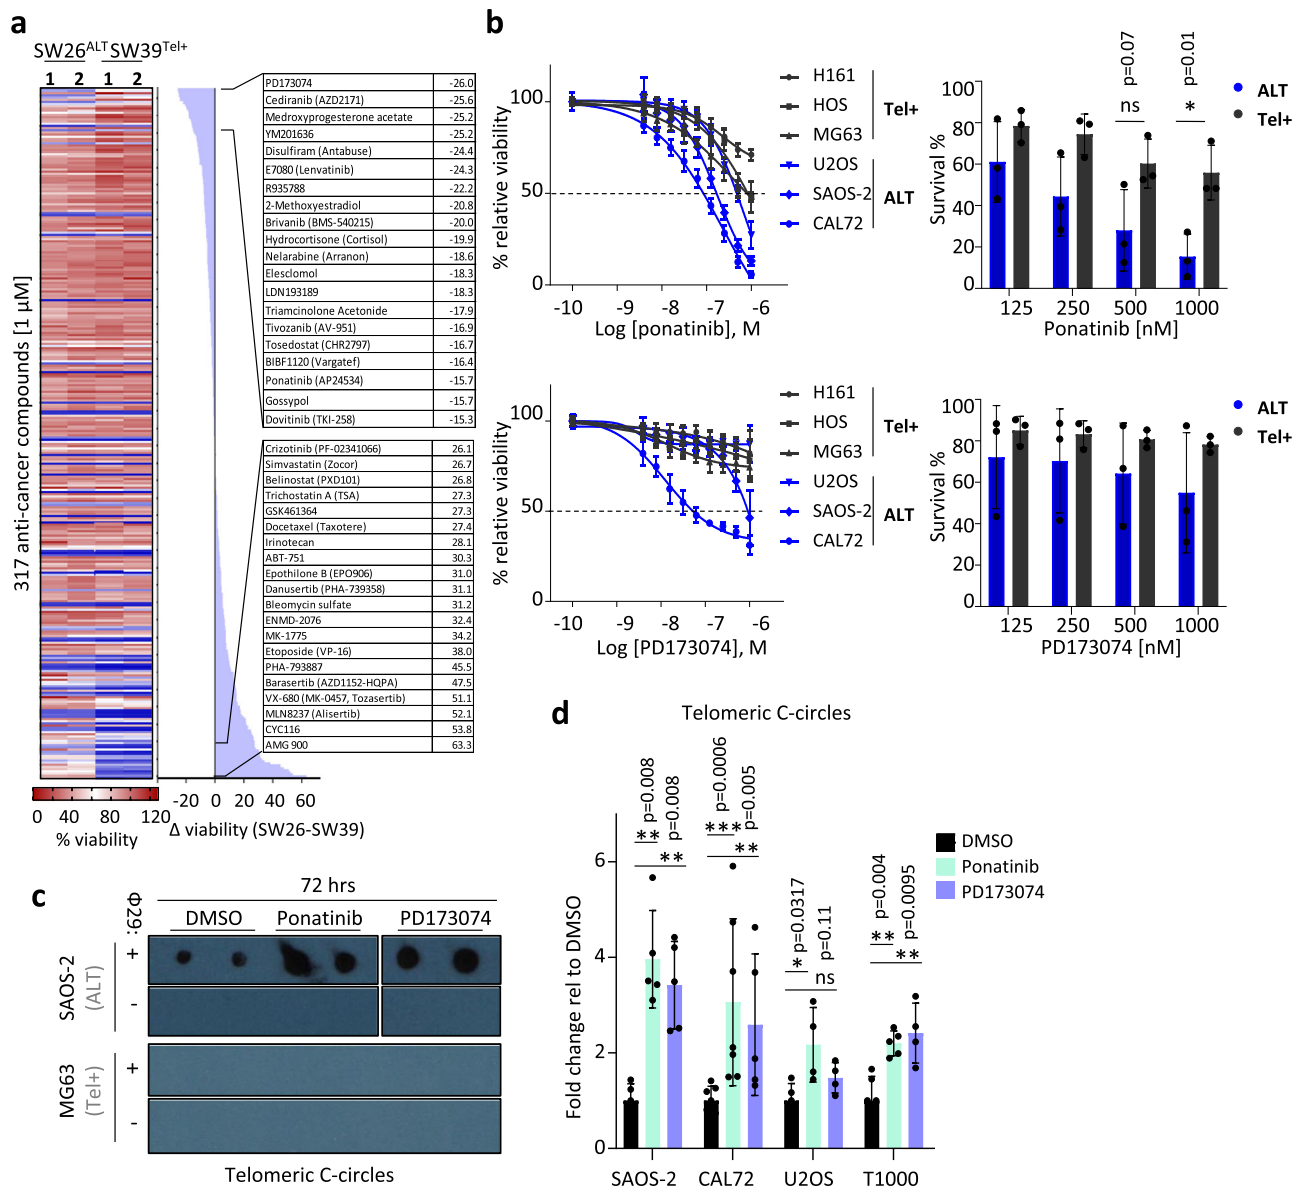 a
SW26ALT SW39Tel+
1 2 1 2
317 anti-cancer compounds [1 µM]
PD173074 -26.0
Cediranib (AZD2171) -25.6
Medroxyprogesterone acetate -25.2
YM201636 -25.2
Disulfiram (Antabuse) -24.4
E7080 (Lenvatinib) -24.3
R935788 -22.2
2-Methoxyestradiol -20.8
Brivanib (BMS-540215) -20.0
Hydrocortisone (Cortisol) -19.9
Nelarabine (Arranon) -18.6
Elesclomol -18.3
LDN193189 -18.3
Triamcinolone Acetonide -17.9
Tivozanib (AV-951) -16.9
Tosedostat (CHR2797) -16.7
BIBF1120 (Vargatef) -16.4
Ponatinib (AP24534) -15.7
Gossypol -15.7
Dovitinib (TKI-258) -15.3
Crizotinib (PF-02341066) 26.1
Simvastatin (Zocor) 26.7
Belinostat (PXD101) 26.8
Trichostatin A (TSA) 27.3
GSK461364 27.3
Docetaxel (Taxotere) 27.4
Irinotecan 28.1
ABT-751 30.3
Epothilone B (EPO906) 31.0
Danusertib (PHA-739358) 31.1
Bleomycin sulfate 31.2
ENMD-2076 32.4
MK-1775 34.2
Etoposide (VP-16) 38.0
PHA-793887 45.5
Barasertib (AZD1152-HQPA) 47.5
VX-680 (MK-0457, Tozasertib) 51.1
MLN8237 (Alisertib) 52.1
CYC116 53.8
AMG 900 63.3
-20 0 20 40 60
Δ viability (SW26-SW39)
0 40 80 120
% viability
b
% relative viability
100
50
0
-10 -9 -8 -7 -6
Log [ponatinib], M
H161
HOS
MG63
Tel+
U2OS
SAOS-2
CAL72
ALT
Survival %
100
80
60
40
20
0
p=0.07
ns
p=0.01
*
125 250 500 1000
Ponatinib [nM]
ALT
Tel+
% relative viability
100
50
0
-10 -9 -8 -7 -6
Log [PD173074], M
H161
HOS
MG63
Tel+
U2OS
SAOS-2
CAL72
ALT
Survival %
100
80
60
40
20
0
125 250 500 1000
PD173074 [nM]
ALT
Tel+
c
72 hrs
Φ29:
DMSO Ponatinib PD173074
SAOS-2
(ALT)
+
-
MG63
(Tel+)
+
-
Telomeric C-circles
d
Telomeric C-circles
Fold change rel to DMSO
6
4
2
0
** p=0.008
** p=0.008
*** p=0.0006
** p=0.005
* p=0.0317
ns p=0.11
** p=0.004
** p=0.0095
SAOS-2 CAL72 U2OS T1000
DMSO
Ponatinib
PD173074